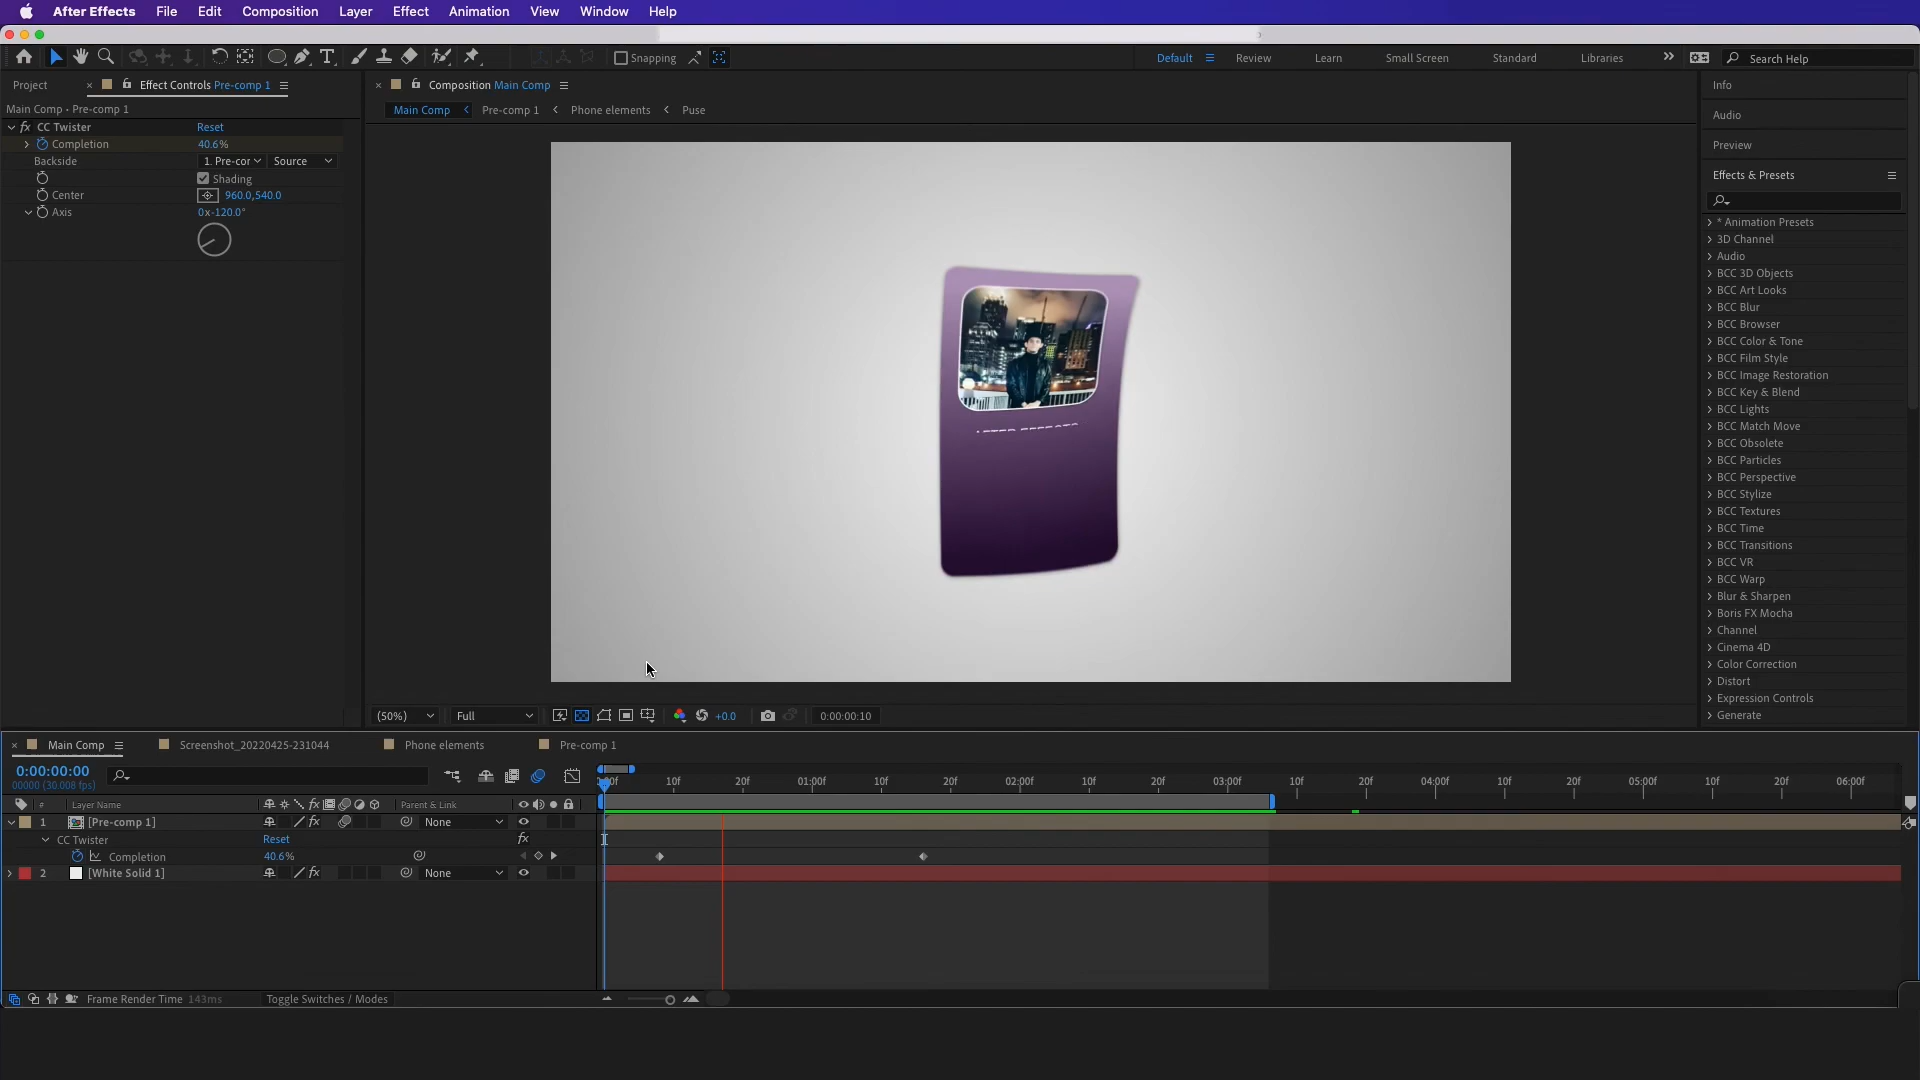 After Effects File Edit Composition Layer Effect Animation View Window Help
Snapping Default Review Learn Small Screen Standard Libraries Search Help
Project Effect Controls Pre-comp 1
Main Comp • Pre-comp 1
fx CC Twister Reset
Completion 40.6%
Backside 1. Pre-cor Source
Shading
Center 960.0,540.0
Axis 0x-120.0°
Composition Main Comp
Main Comp Pre-comp 1 Phone elements Puse
(50%) Full +0.0 0:00:00:10
Info
Audio
Preview
Effects & Presets
* Animation Presets
3D Channel
Audio
BCC 3D Objects
BCC Art Looks
BCC Blur
BCC Browser
BCC Color & Tone
BCC Film Style
BCC Image Restoration
BCC Key & Blend
BCC Lights
BCC Match Move
BCC Obsolete
BCC Particles
BCC Perspective
BCC Stylize
BCC Textures
BCC Time
BCC Transitions
BCC VR
BCC Warp
Blur & Sharpen
Boris FX Mocha
Channel
Cinema 4D
Color Correction
Distort
Expression Controls
Generate
Main Comp Screenshot_20220425-231044 Phone elements Pre-comp 1
0:00:00:00
00000 (30.008 fps)
10f 20f 01:00f 10f 20f 02:00f 10f 20f 03:00f 10f 20f 04:00f 10f 20f 05:00f 10f 20f 06:00f
# Layer Name fx Parent & Link
1 [Pre-comp 1] fx None
CC Twister Reset fx
Completion 40.6%
2 [White Solid 1] fx None
Frame Render Time 143ms Toggle Switches / Modes